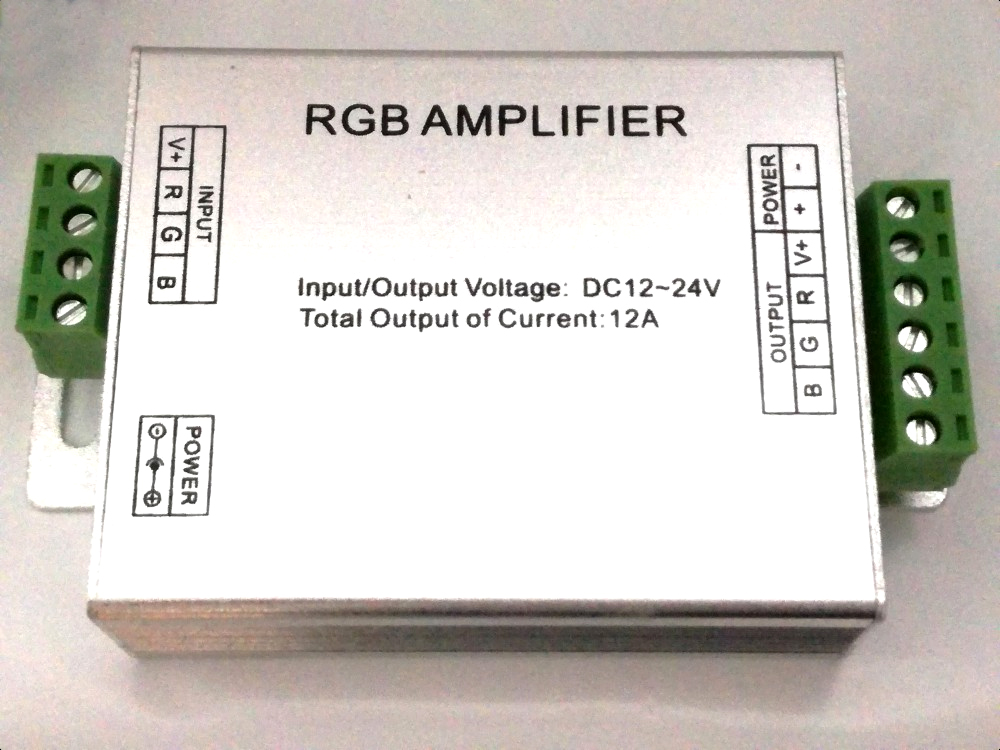 RGB AMPLIFIER
INPUT
V+ R G B
POWER
- +
OUTPUT
V+ R G B
Input/Output Voltage: DC12~24V
Total Output of Current:12A
POWER
- +